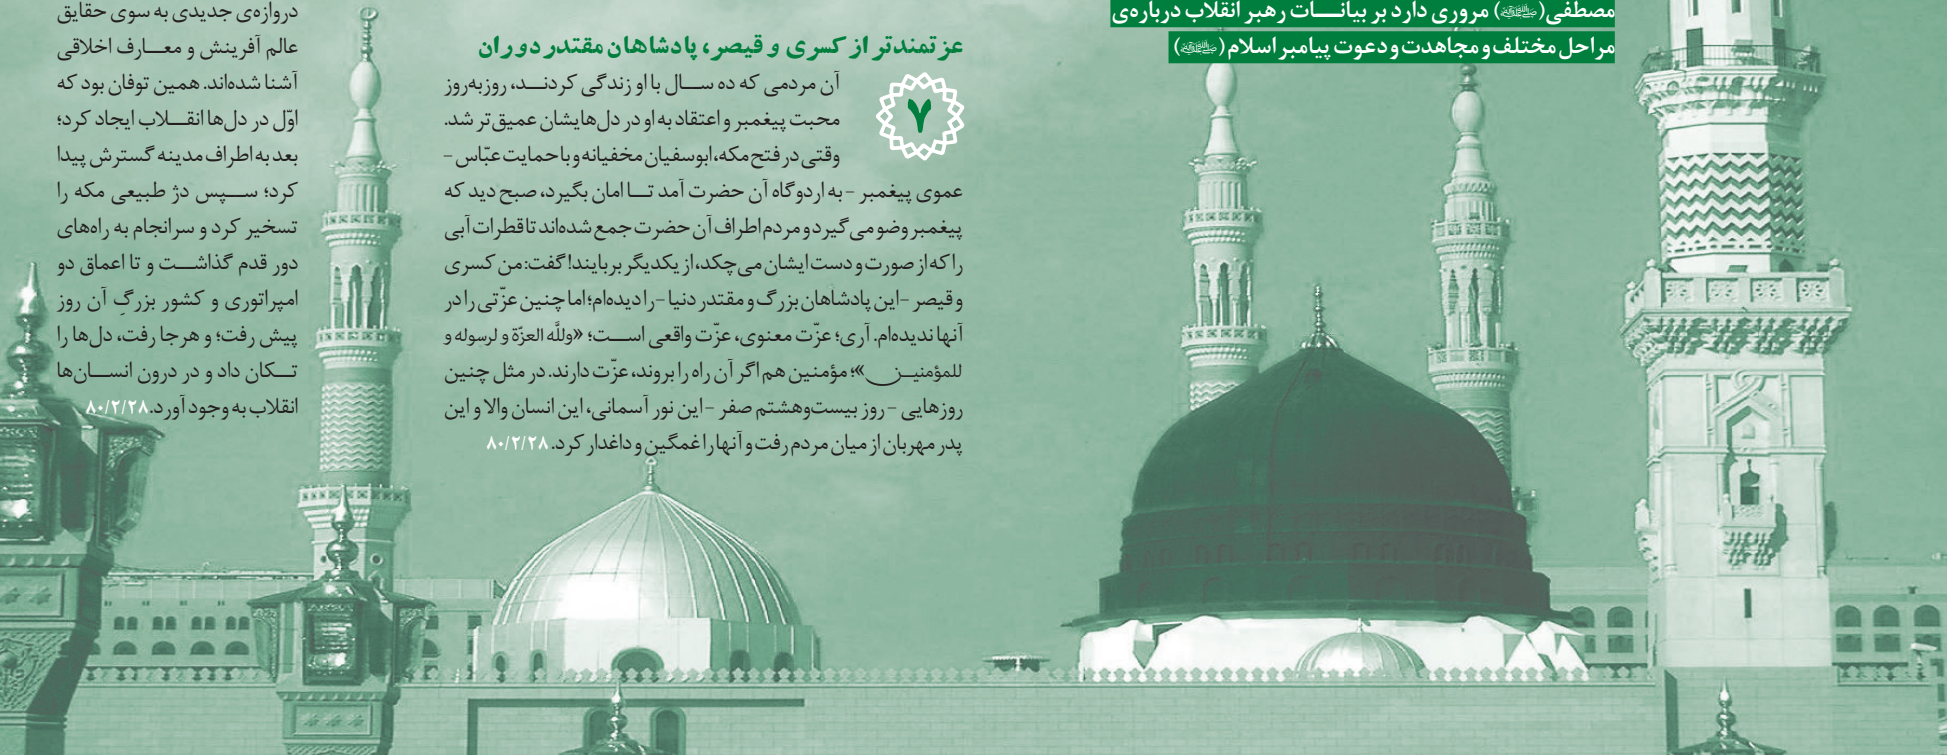 مصطفی(ﷺ) مروری دارد بر بیانات رهبر انقلاب درباره‌ی
مراحل مختلف و مجاهدت و دعوت پیامبر اسلام(ﷺ)
عزتمندتر از کسری و قیصر، پادشاهان مقتدر دوران
۷
آن مردمی که ده سال با او زندگی کردند، روزبه‌روز
محبت پیغمبر و اعتقاد به او در دل‌هایشان عمیق‌تر شد.
وقتی در فتح مکه، ابوسفیان مخفیانه و با حمایت عبّاس -
عموی پیغمبر - به اردوگاه آن حضرت آمد تا امان بگیرد، صبح دید که
پیغمبر وضو می‌گیرد و مردم اطراف آن حضرت جمع شده‌اند تا قطرات آبی
را که از صورت و دست ایشان می‌چکد، از یکدیگر بربایند! گفت: من کسری
و قیصر - این پادشاهان بزرگ و مقتدر دنیا - را دیده‌ام؛ اما چنین عزّتی را در
آنها ندیده‌ام. آری؛ عزّت معنوی، عزّت واقعی است؛ «وللَّه العزّة و لرسوله و
للمؤمنین»؛ مؤمنین هم اگر آن راه را بروند، عزّت دارند. در مثل چنین
روزهایی - روز بیست‌وهشتم صفر - این نور آسمانی، این انسان والا و این
پدر مهربان از میان مردم رفت و آنها را غمگین و داغدار کرد. ۸۰/۲/۲۸
دروازه‌ی جدیدی به سوی حقایق
عالم آفرینش و معارف اخلاقی
آشنا شده‌اند. همین توفان بود که
اوّل در دل‌ها انقلاب ایجاد کرد؛
بعد به اطراف مدینه گسترش پیدا
کرد؛ سپس دژ طبیعی مکه را
تسخیر کرد و سرانجام به راه‌های
دور قدم گذاشت و تا اعماق دو
امپراتوری و کشور بزرگِ آن روز
پیش رفت؛ و هر جا رفت، دل‌ها را
تکان داد و در درون انسان‌ها
انقلاب به وجود آورد. ۸۰/۲/۲۸